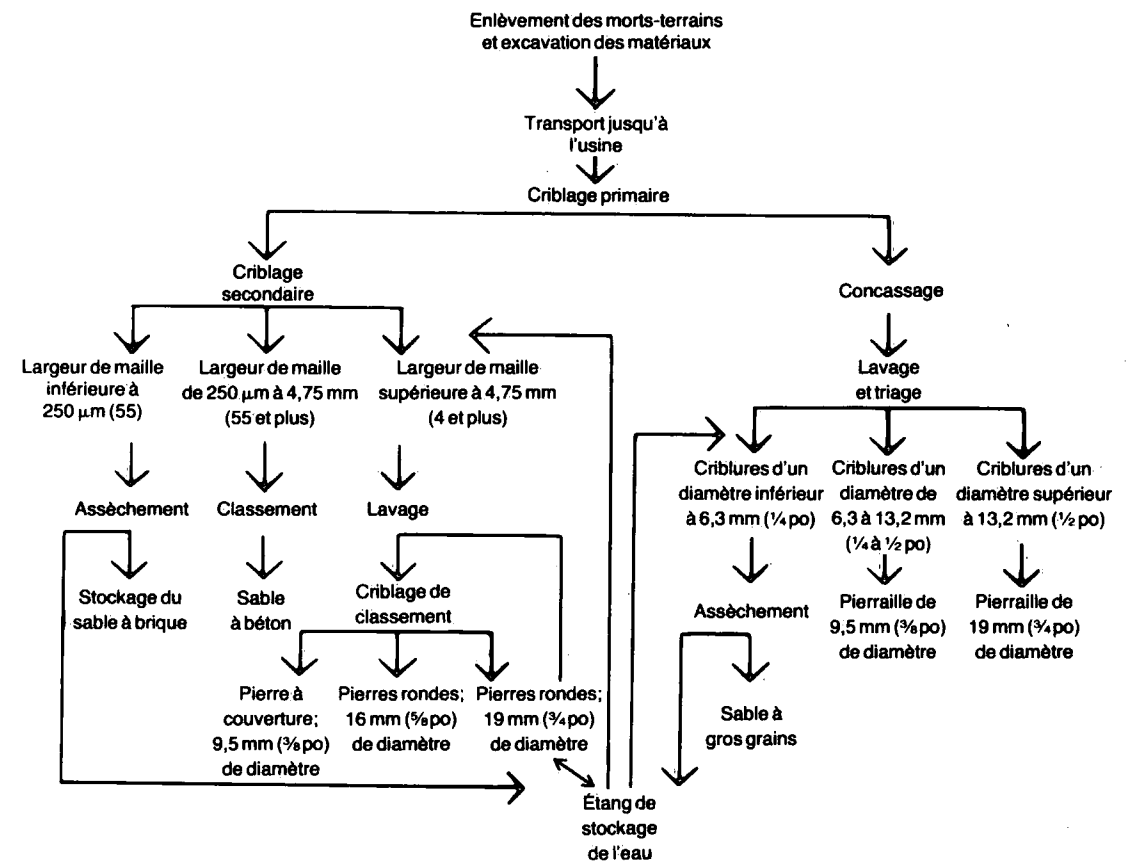 Enlèvement des morts-terrains
et excavation des matériaux
Transport jusqu'à
l'usine
Criblage primaire
Criblage
secondaire
Concassage
Largeur de maille
inférieure à
250 µm (55)
Largeur de maille
de 250 µm à 4,75 mm
(55 et plus)
Largeur de maille
supérieure à 4,75 mm
(4 et plus)
Lavage
et triage
Criblures d'un
diamètre inférieur
à 6,3 mm (¼ po)
Criblures d'un
diamètre de
6,3 à 13,2 mm
(¼ à ½ po)
Criblures d'un
diamètre supérieur
à 13,2 mm (½ po)
Assèchement
Classement
Lavage
Stockage du
sable à brique
Sable
à béton
Criblage de
classement
Assèchement
Pierraille de
9,5 mm (⅜ po)
de diamètre
Pierraille de
19 mm (¾ po)
de diamètre
Pierre à
couverture;
9,5 mm (⅜ po)
de diamètre
Pierres rondes;
16 mm (⅝ po)
de diamètre
Pierres rondes;
19 mm (¾ po)
de diamètre
Sable à
gros grains
Étang de
stockage
de l'eau